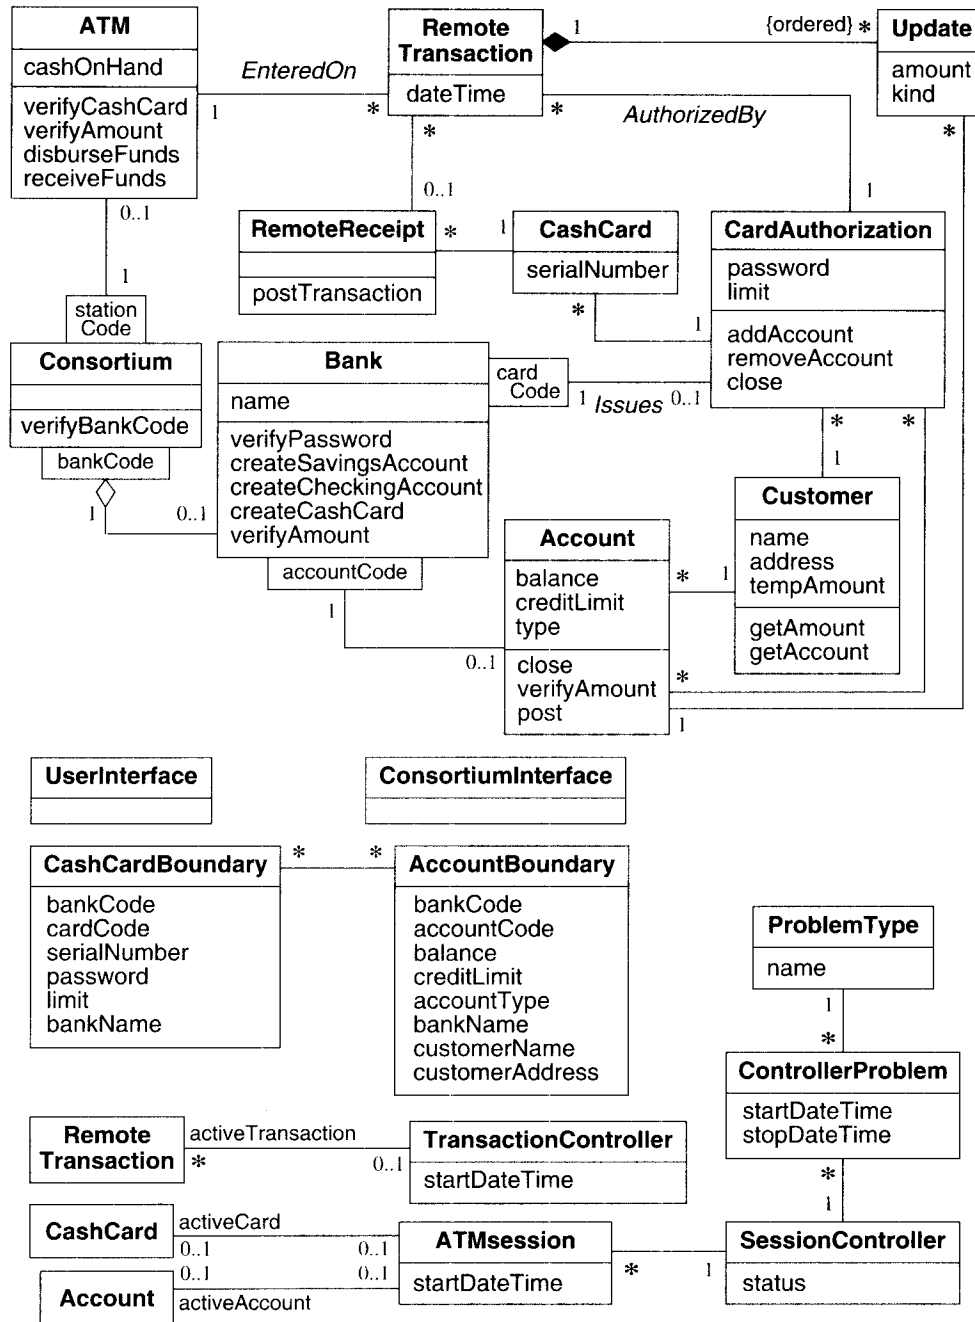 ATM
cashOnHand
verifyCashCard
verifyAmount
disburseFunds
receiveFunds
EnteredOn
1
*
Remote
Transaction
dateTime
1
{ordered} *
Update
amount
kind
*
*
AuthorizedBy
*
0..1
1
0..1
1
station
Code
RemoteReceipt
postTransaction
*
1
CashCard
serialNumber
*
1
CardAuthorization
password
limit
addAccount
removeAccount
close
Consortium
verifyBankCode
bankCode
1
0..1
Bank
name
verifyPassword
createSavingsAccount
createCheckingAccount
createCashCard
verifyAmount
accountCode
card
Code
1
Issues
0..1
*
*
1
1
0..1
Account
balance
creditLimit
type
close
verifyAmount
post
*
1
*
1
Customer
name
address
tempAmount
getAmount
getAccount
UserInterface
ConsortiumInterface
CashCardBoundary
bankCode
cardCode
serialNumber
password
limit
bankName
*
*
AccountBoundary
bankCode
accountCode
balance
creditLimit
accountType
bankName
customerName
customerAddress
ProblemType
name
1
*
ControllerProblem
startDateTime
stopDateTime
*
1
Remote
Transaction
activeTransaction
*
0..1
TransactionController
startDateTime
CashCard
activeCard
0..1
0..1
Account
0..1
0..1
activeAccount
ATMsession
startDateTime
*
1
SessionController
status